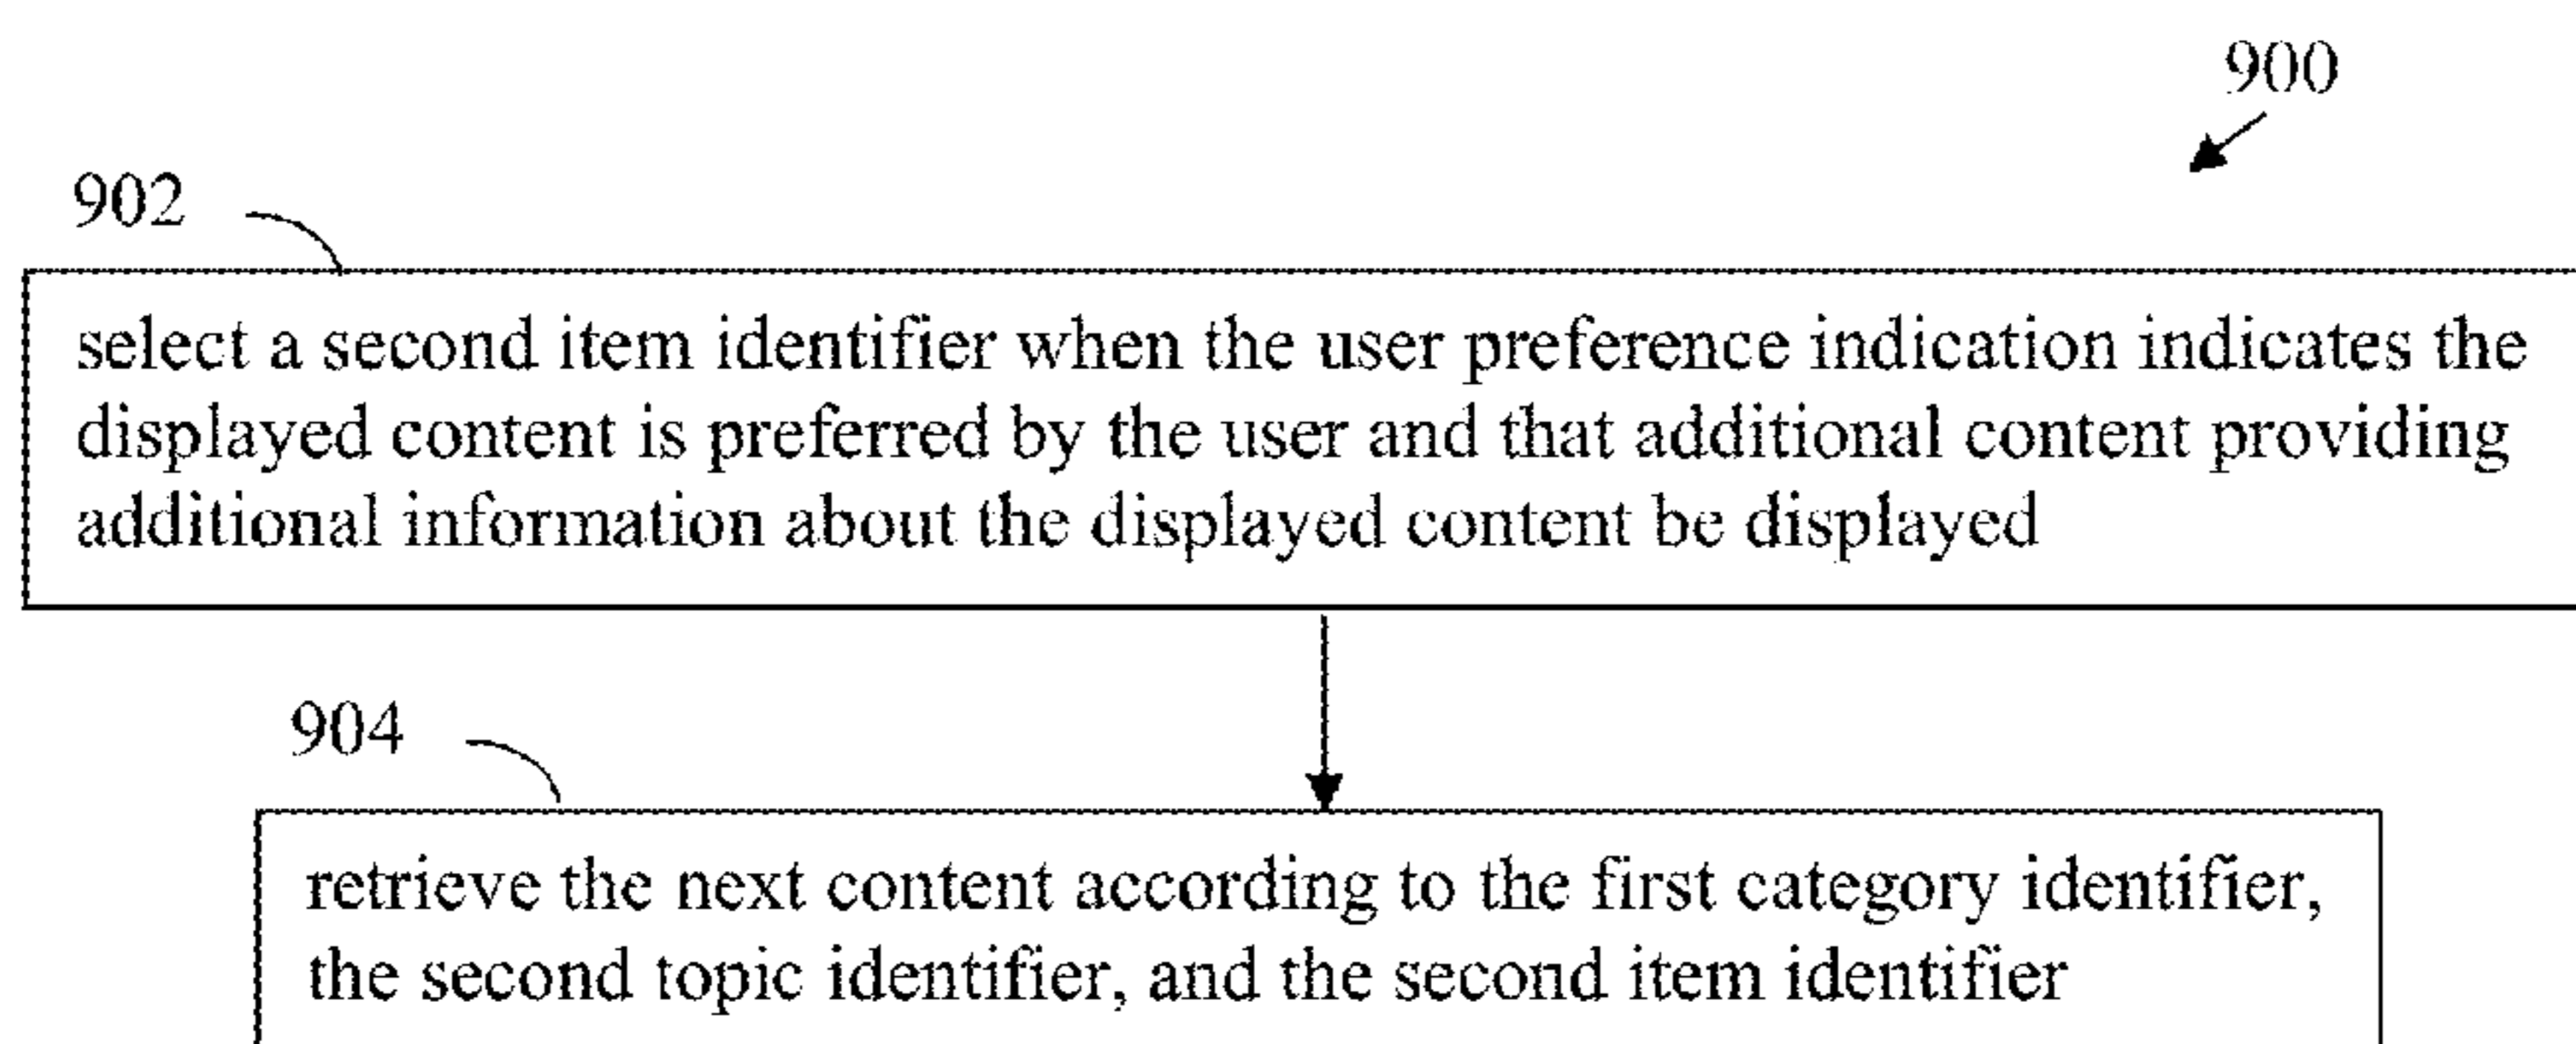 900
902
select a second item identifier when the user preference indication indicates the
displayed content is preferred by the user and that additional content providing
additional information about the displayed content be displayed
904
retrieve the next content according to the first category identifier,
the second topic identifier, and the second item identifier